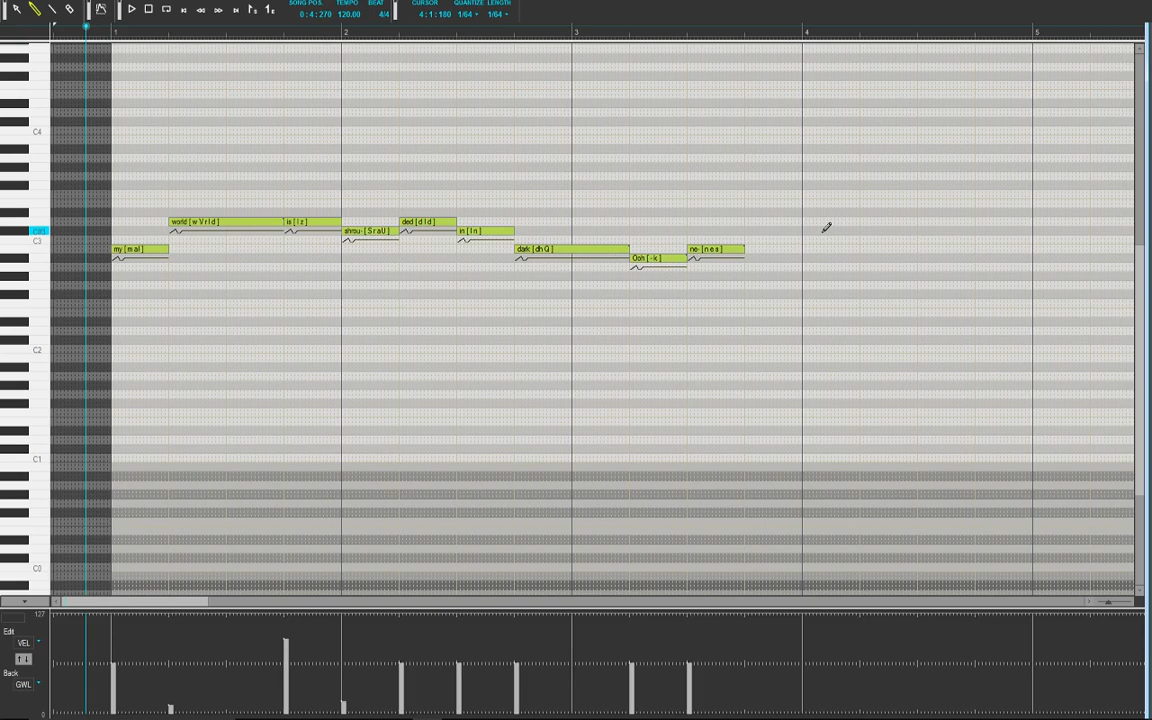 SONG POS. TEMPO BEAT CURSOR QUANTIZE LENGTH
0:4:270 120.00 4/4 4:1:180 1/64 1/64
1 2 3 4 5
C4
world [w V r l d] is [I z] ded [d I d]
shrou- [S r aU] in [I n]
C3
my [m aI] dark [dh Q] ne- [n e s]
Ooh [- k]
C2
C1
C0
127
Edit
VEL
Back
GWL
0